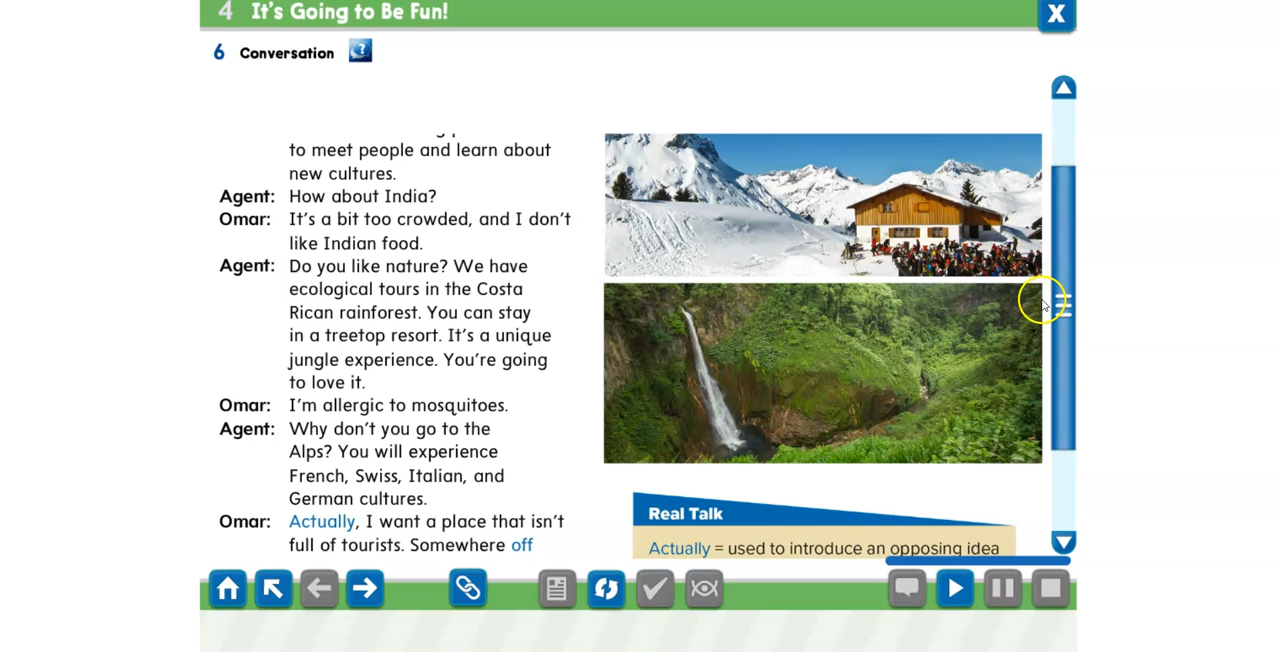 4 It's Going to Be Fun!
X
6 Conversation
?
to meet people and learn about
new cultures.
Agent: How about India?
Omar: It's a bit too crowded, and I don't
like Indian food.
Agent: Do you like nature? We have
ecological tours in the Costa
Rican rainforest. You can stay
in a treetop resort. It's a unique
jungle experience. You're going
to love it.
Omar: I'm allergic to mosquitoes.
Agent: Why don't you go to the
Alps? You will experience
French, Swiss, Italian, and
German cultures.
Omar: Actually, I want a place that isn't
full of tourists. Somewhere off
Real Talk
Actually = used to introduce an opposing idea